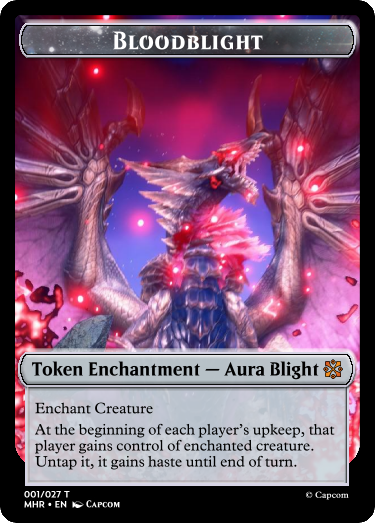 Bloodblight
Token Enchantment — Aura Blight
Enchant Creature
At the beginning of each player's upkeep, that
player gains control of enchanted creature.
Untap it, it gains haste until end of turn.
001/027 T
MHR • EN Capcom
© Capcom